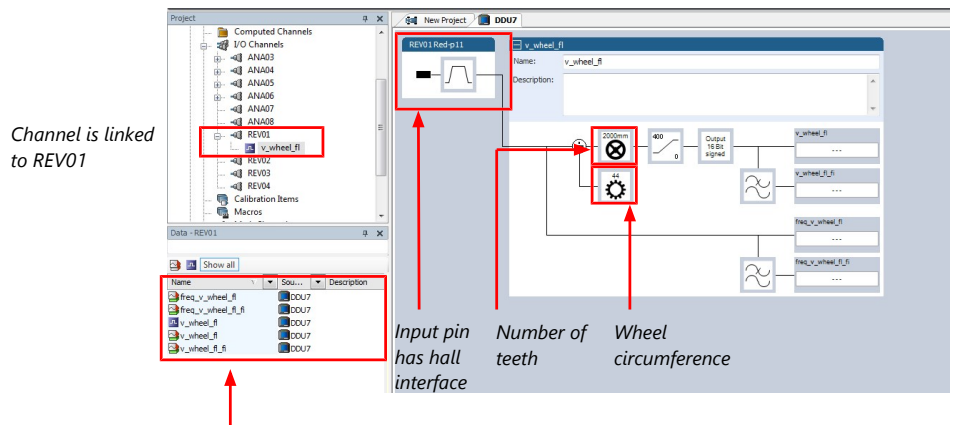 Project
Computed Channels
I/O Channels
ANA03
ANA04
ANA05
ANA06
ANA07
ANA08
REV01
v_wheel_fl
REV02
REV03
REV04
Calibration Items
Macros
Channel is linked
to REV01
Data - REV01
Show all
Name Sou... Description
freq_v_wheel_fl DDU7
freq_v_wheel_fl_fi DDU7
v_wheel_fl DDU7
v_wheel_fl DDU7
v_wheel_fl_fi DDU7
New Project DDU7
REV01 Red-p11
v_wheel_fl
Name: v_wheel_fl
Description:
2000mm
44
400
0
Output
16 Bit
signed
v_wheel_fl
---
v_wheel_fl_fi
---
freq_v_wheel_fl
---
freq_v_wheel_fl_fi
---
Input pin
has hall
interface
Number of
teeth
Wheel
circumference